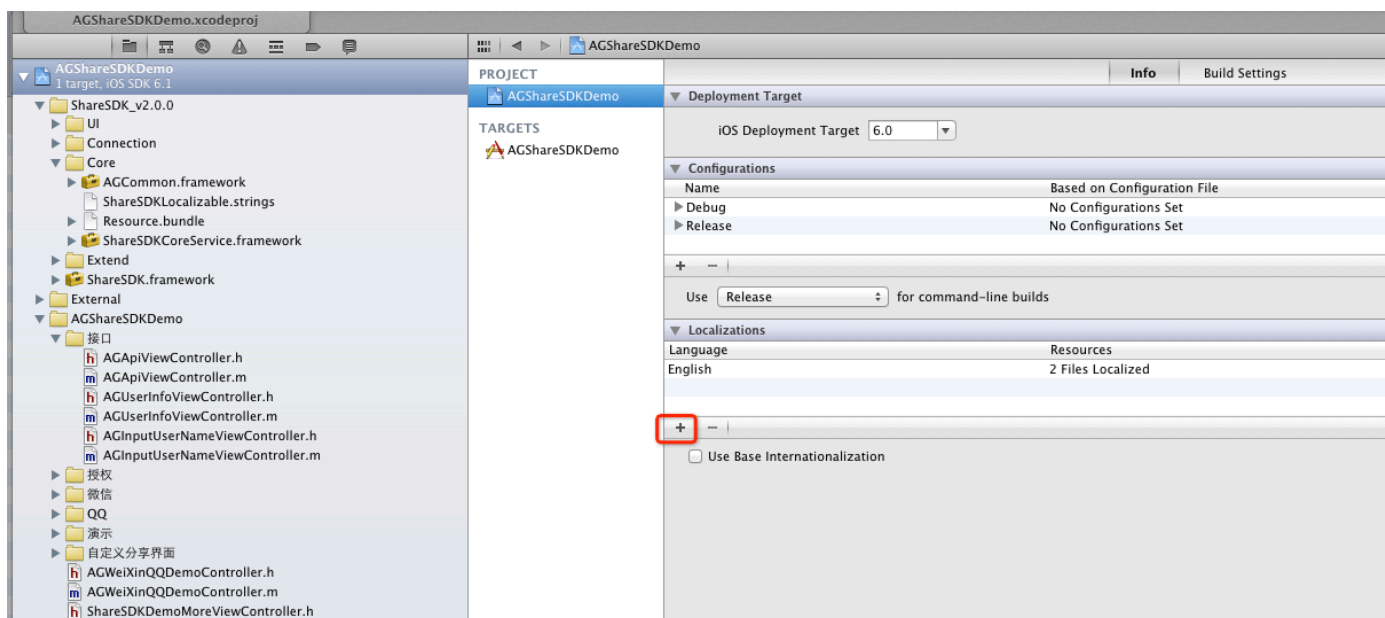 AGShareSDKDemo.xcodeproj
AGShareSDKDemo
AGShareSDKDemo
1 target, iOS SDK 6.1
ShareSDK_v2.0.0
UI
Connection
Core
AGCommon.framework
ShareSDKLocalizable.strings
Resource.bundle
ShareSDKCoreService.framework
Extend
ShareSDK.framework
External
AGShareSDKDemo
接口
AGApiViewController.h
AGApiViewController.m
AGUserInfoViewController.h
AGUserInfoViewController.m
AGInputUserNameViewController.h
AGInputUserNameViewController.m
授权
微信
QQ
演示
自定义分享界面
AGWeiXinQQDemoController.h
AGWeiXinQQDemoController.m
ShareSDKDemoMoreViewController.h
PROJECT
AGShareSDKDemo
TARGETS
AGShareSDKDemo
Info Build Settings
Deployment Target
iOS Deployment Target 6.0
Configurations
Name Based on Configuration File
Debug No Configurations Set
Release No Configurations Set
+ −
Use Release for command-line builds
Localizations
Language Resources
English 2 Files Localized
+ −
Use Base Internationalization